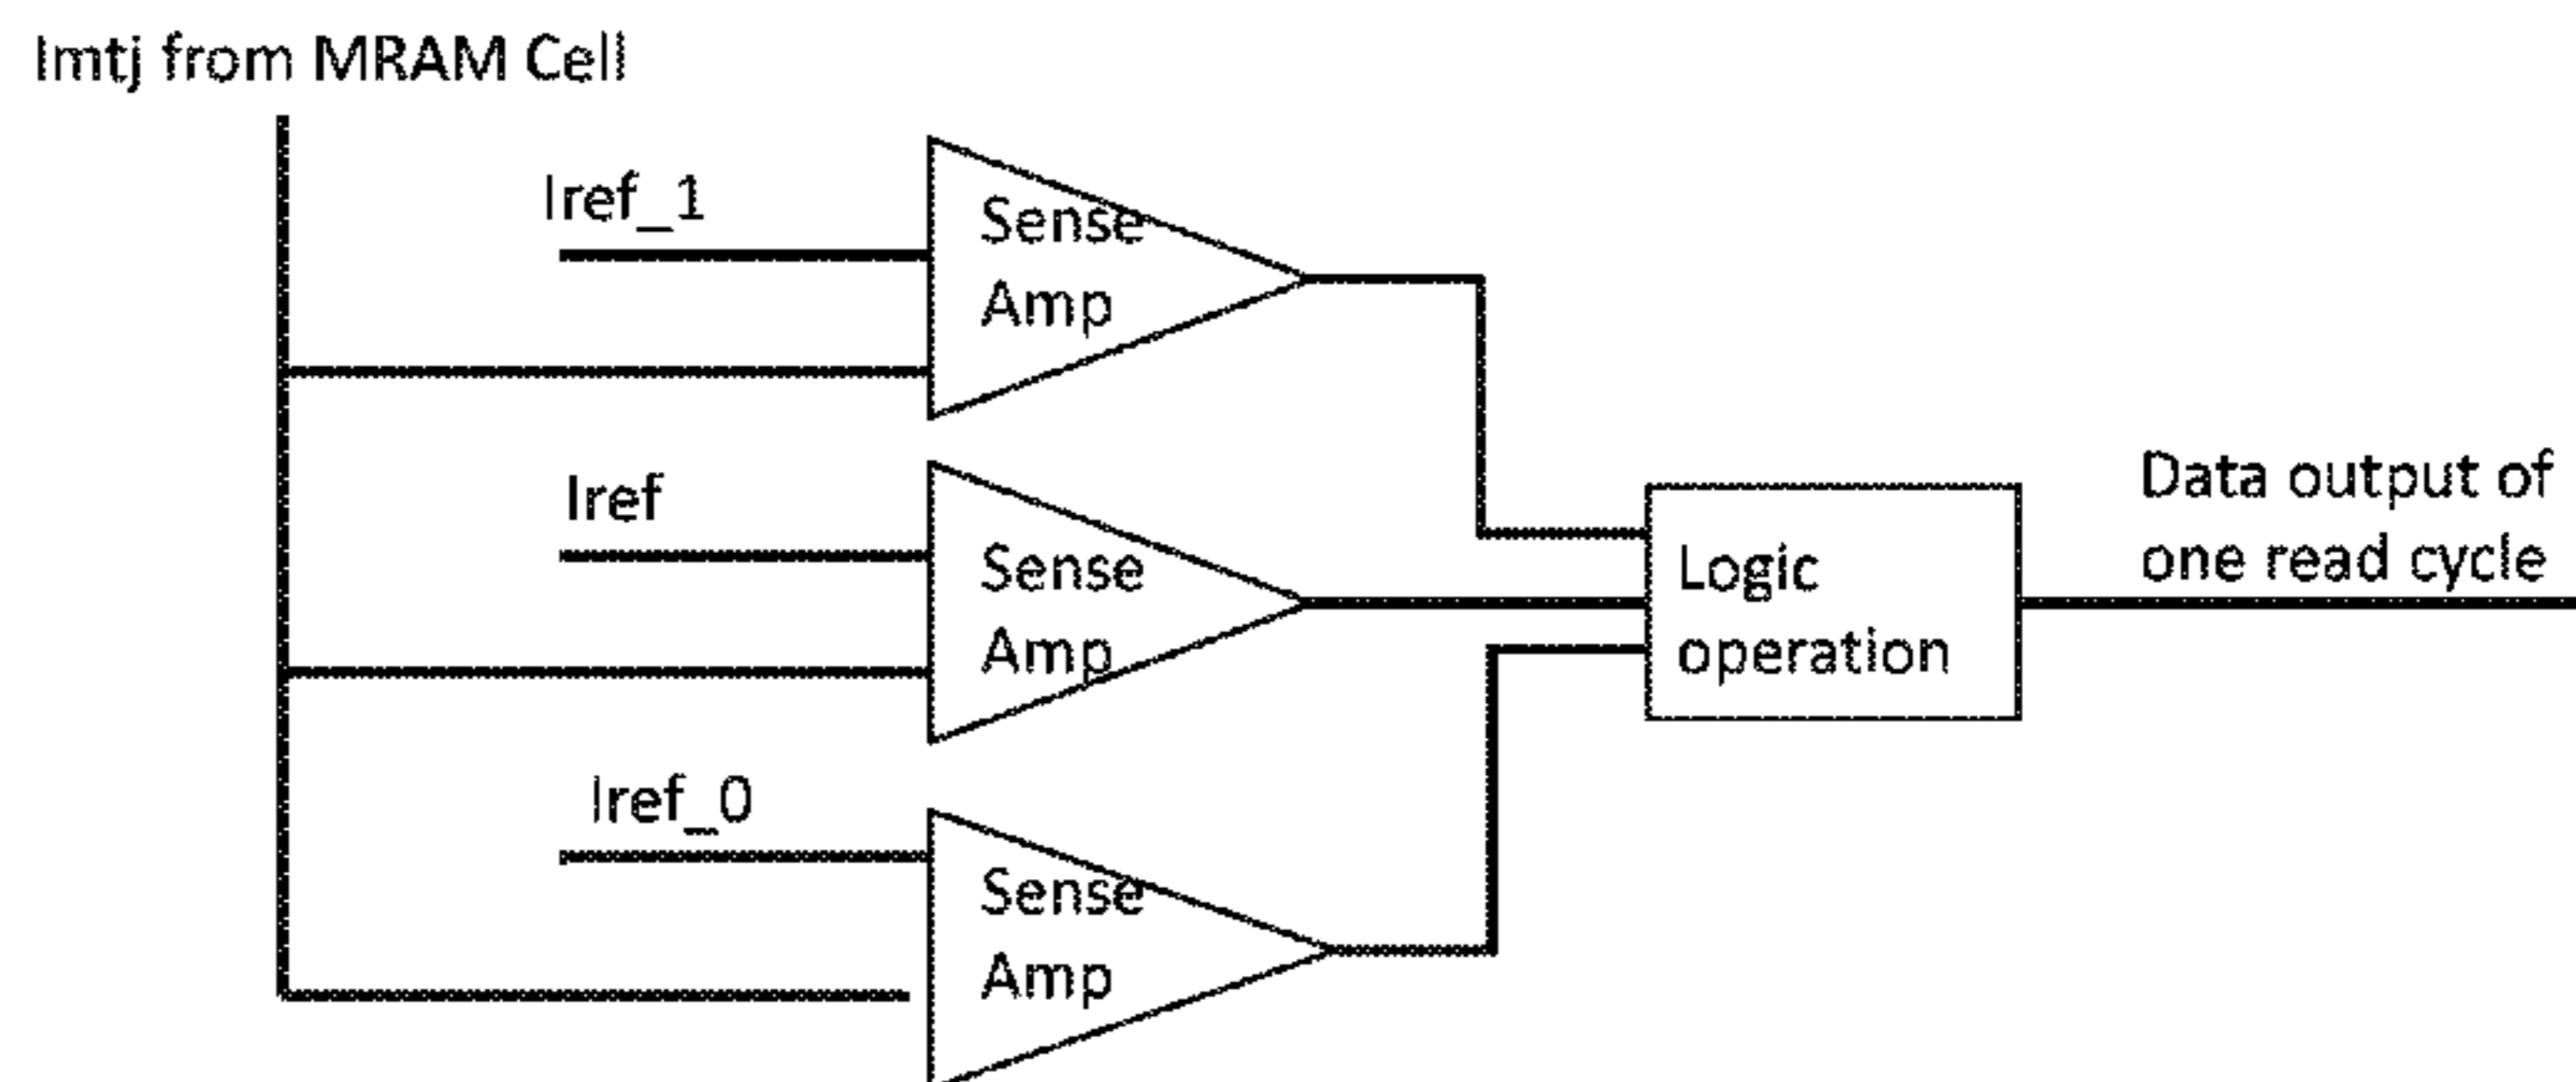 Imtj from MRAM Cell
Iref_1
Sense
Amp
Iref
Sense
Amp
Logic
operation
Data output of
one read cycle
Iref_0
Sense
Amp